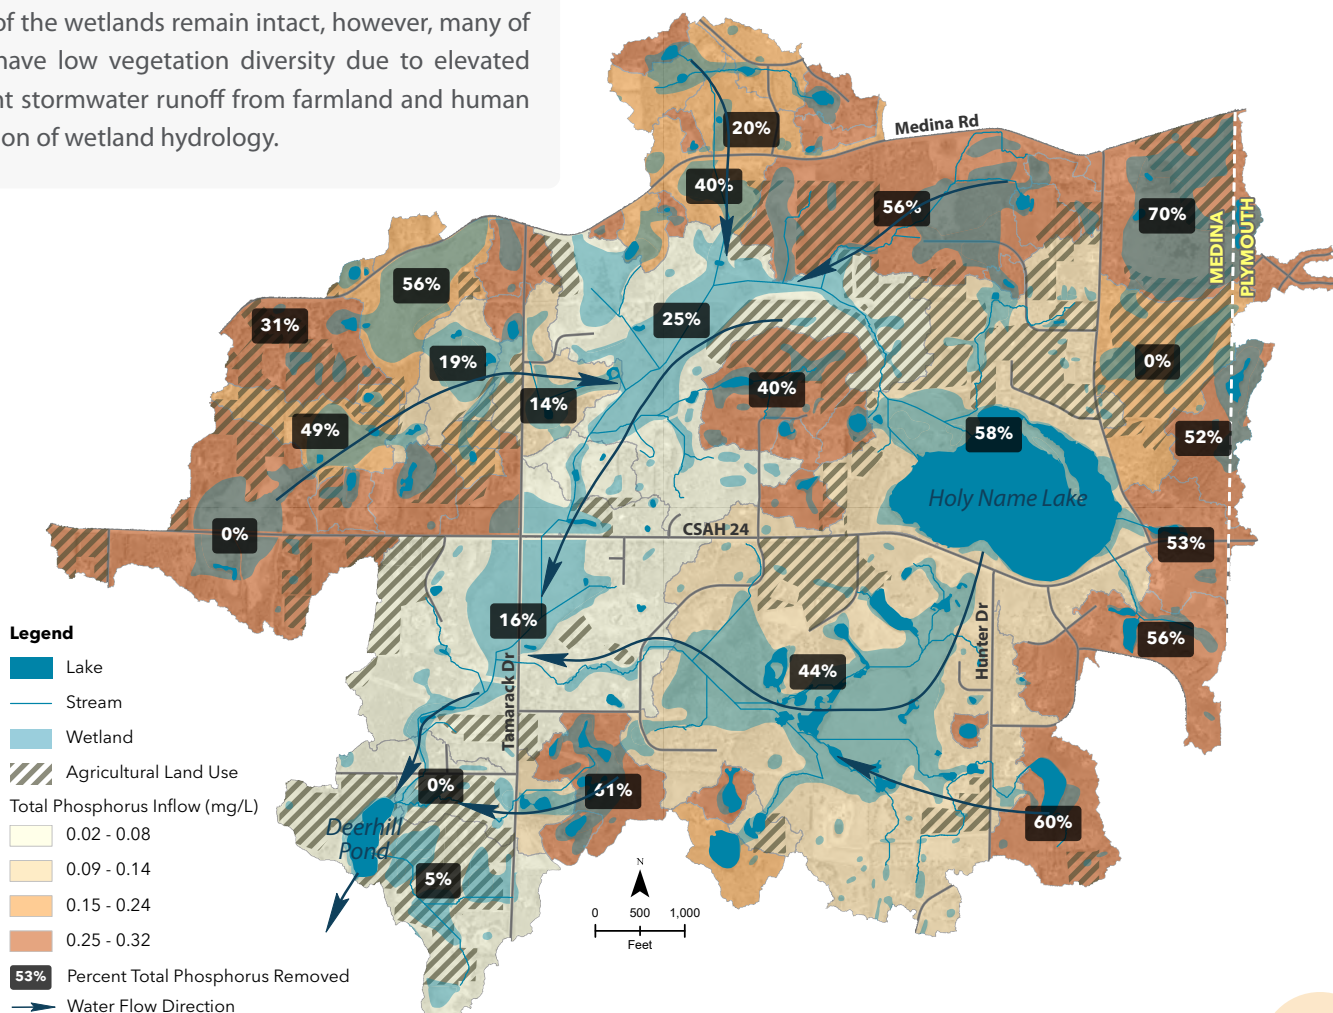 of the wetlands remain intact, however, many of
have low vegetation diversity due to elevated
nt stormwater runoff from farmland and human
ion of wetland hydrology.
20%
Medina Rd
40%
56%
70%
MEDINA
PLYMOUTH
56%
31%
25%
19%
0%
40%
14%
49%
58%
52%
Holy Name Lake
0%
CSAH 24
53%
16%
Hunter Dr
56%
44%
Tamarack Dr
0%
61%
60%
Deerhill
Pond
5%
N
0 500 1,000
Feet
Legend
Lake
Stream
Wetland
Agricultural Land Use
Total Phosphorus Inflow (mg/L)
0.02 - 0.08
0.09 - 0.14
0.15 - 0.24
0.25 - 0.32
53% Percent Total Phosphorus Removed
Water Flow Direction